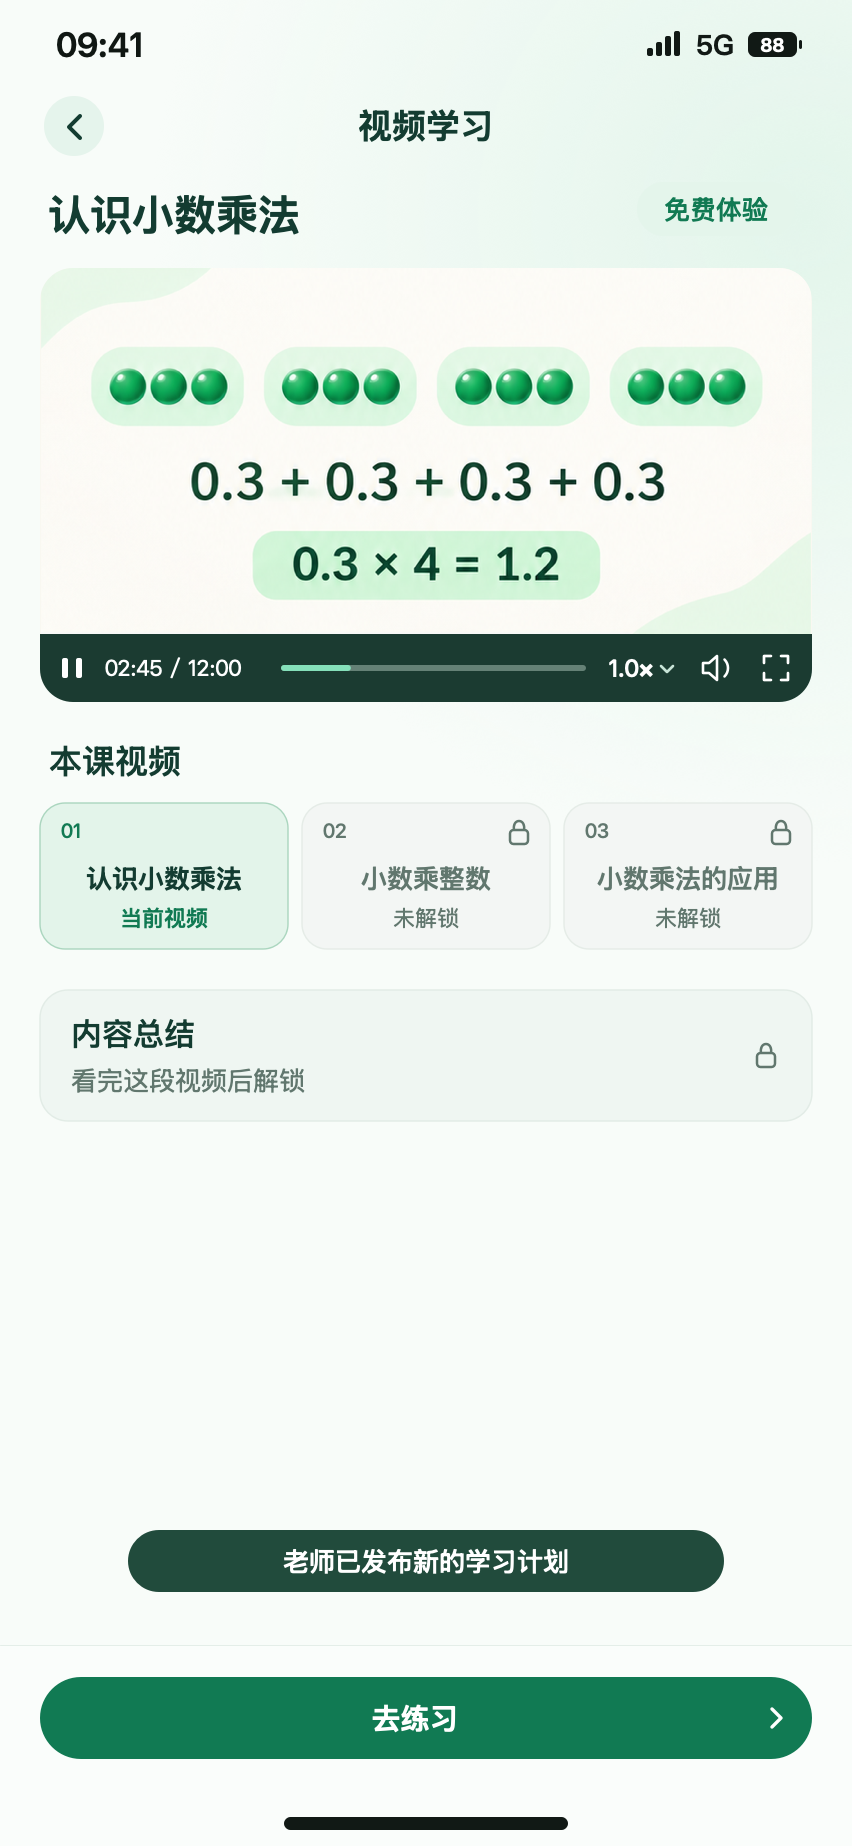 09:41
5G 88
视频学习
认识小数乘法
免费体验
0.3 + 0.3 + 0.3 + 0.3
0.3 × 4 = 1.2
02:45 / 12:00
1.0×
本课视频
01
认识小数乘法
当前视频
02
小数乘整数
未解锁
03
小数乘法的应用
未解锁
内容总结
看完这段视频后解锁
老师已发布新的学习计划
去练习